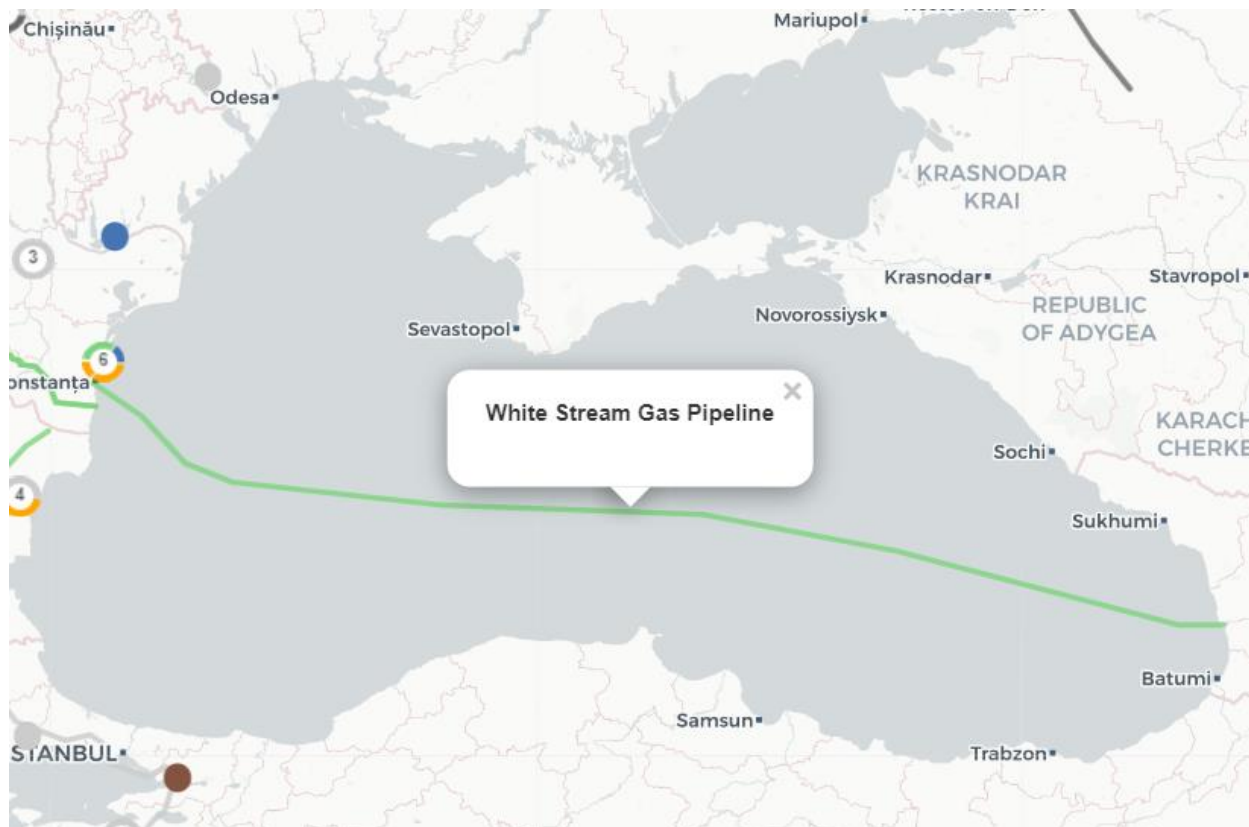 Chișinău
Mariupol
Odesa
KRASNODAR
KRAI
3
Krasnodar
Stavropol
REPUBLIC
OF ADYGEA
Novorossiysk
Sevastopol
6
onstanța
×
White Stream Gas Pipeline
KARACH
CHERKE
Sochi
4
Sukhumi
Batumi
Samsun
STANBUL
Trabzon